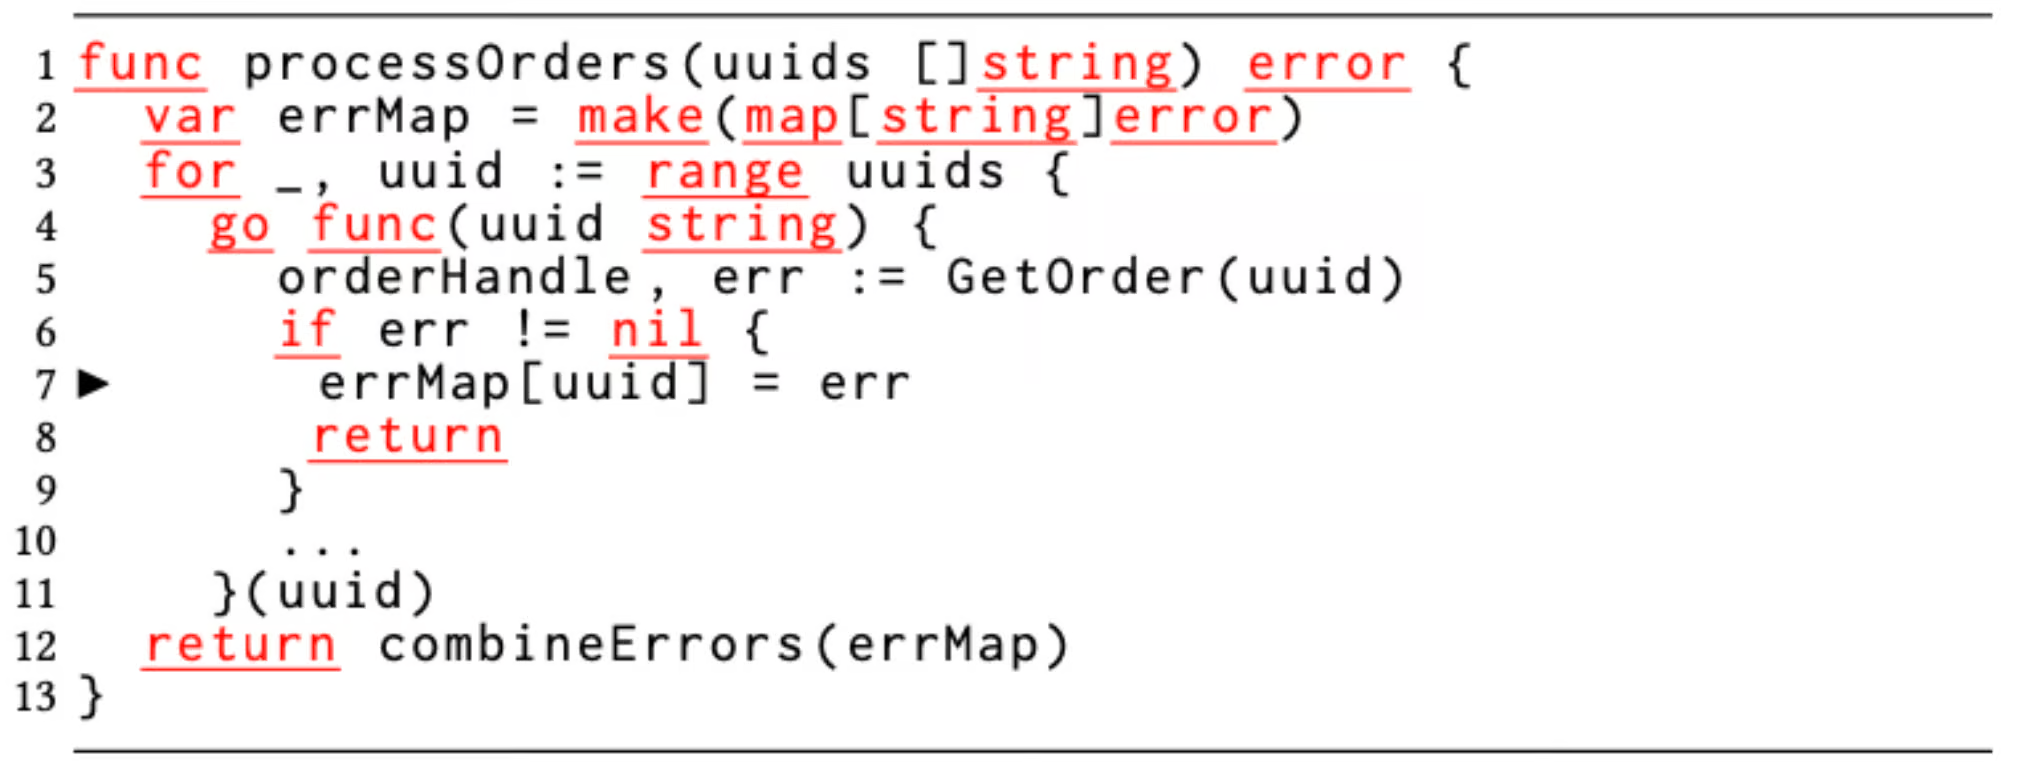 1 func processOrders(uuids []string) error {
2 var errMap = make(map[string]error)
3 for _, uuid := range uuids {
4 go func(uuid string) {
5 orderHandle, err := GetOrder(uuid)
6 if err != nil {
7 ► errMap[uuid] = err
8 return
9 }
10 ...
11 }(uuid)
12 return combineErrors(errMap)
13 }